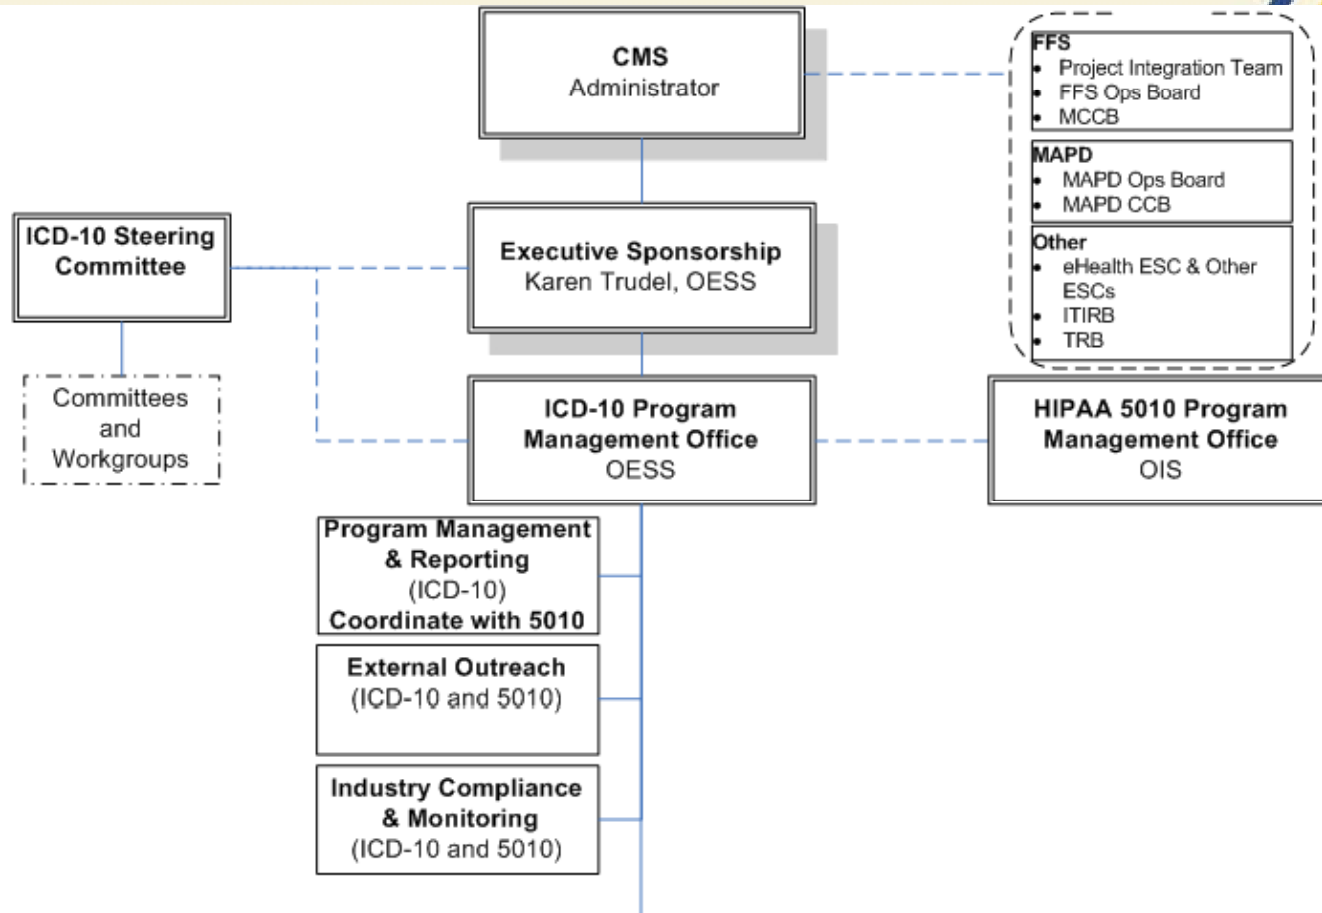 CMS
Administrator
FFS
• Project Integration Team
• FFS Ops Board
• MCCB
MAPD
• MAPD Ops Board
• MAPD CCB
Other
• eHealth ESC & Other
ESCs
• ITIRB
• TRB
ICD-10 Steering
Committee
Executive Sponsorship
Karen Trudel, OESS
Committees
and
Workgroups
ICD-10 Program
Management Office
OESS
HIPAA 5010 Program
Management Office
OIS
Program Management
& Reporting
(ICD-10)
Coordinate with 5010
External Outreach
(ICD-10 and 5010)
Industry Compliance
& Monitoring
(ICD-10 and 5010)